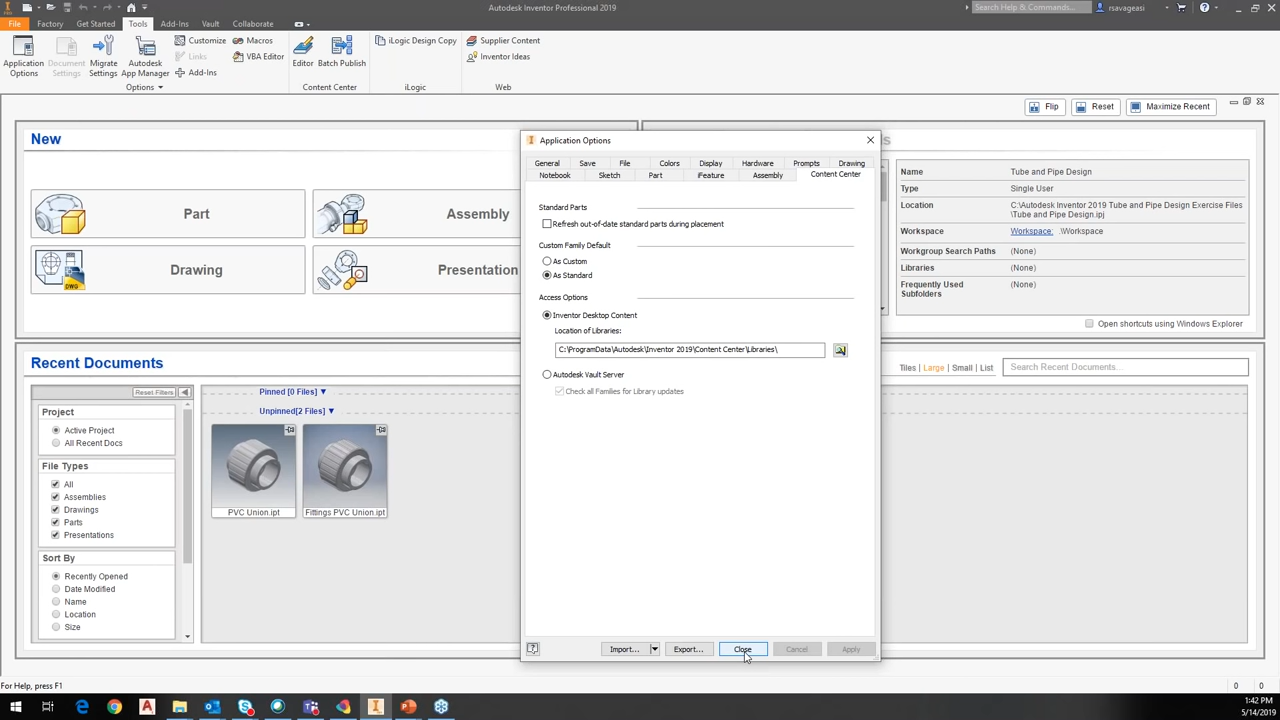 Autodesk Inventor Professional 2019
Search Help & Commands...
rsavageasi
File Factory Get Started Tools Add-Ins Vault Collaborate
Application Options
Document Settings
Migrate Settings
Autodesk App Manager
Customize
Links
Add-Ins
Macros
VBA Editor
Options
Editor
Batch Publish
Content Center
iLogic Design Copy
iLogic
Supplier Content
Inventor Ideas
Web
Flip
Reset
Maximize Recent
New
Part
Assembly
Drawing
DWG
Presentation
Name Tube and Pipe Design
Type Single User
Location C:\Autodesk Inventor 2019 Tube and Pipe Design Exercise Files
\Tube and Pipe Design.ipj
Workspace Workspace: .\Workspace
Workgroup Search Paths (None)
Libraries (None)
Frequently Used (None)
Subfolders
Open shortcuts using Windows Explorer
Application Options
General Save File Colors Display Hardware Prompts Drawing
Notebook Sketch Part iFeature Assembly Content Center
Standard Parts
Refresh out-of-date standard parts during placement
Custom Family Default
As Custom
As Standard
Access Options
Inventor Desktop Content
Location of Libraries:
C:\ProgramData\Autodesk\Inventor 2019\Content Center\Libraries\
Autodesk Vault Server
Check all Families for Library updates
Import... Export... Close Cancel Apply
Recent Documents
Tiles | Large | Small | List
Search Recent Documents...
Reset Filters
Project
Active Project
All Recent Docs
File Types
All
Assemblies
Drawings
Parts
Presentations
Sort By
Recently Opened
Date Modified
Name
Location
Size
Pinned [0 Files]
Unpinned[2 Files]
PVC Union.ipt
Fittings PVC Union.ipt
For Help, press F1
0 0
1:42 PM
5/14/2019